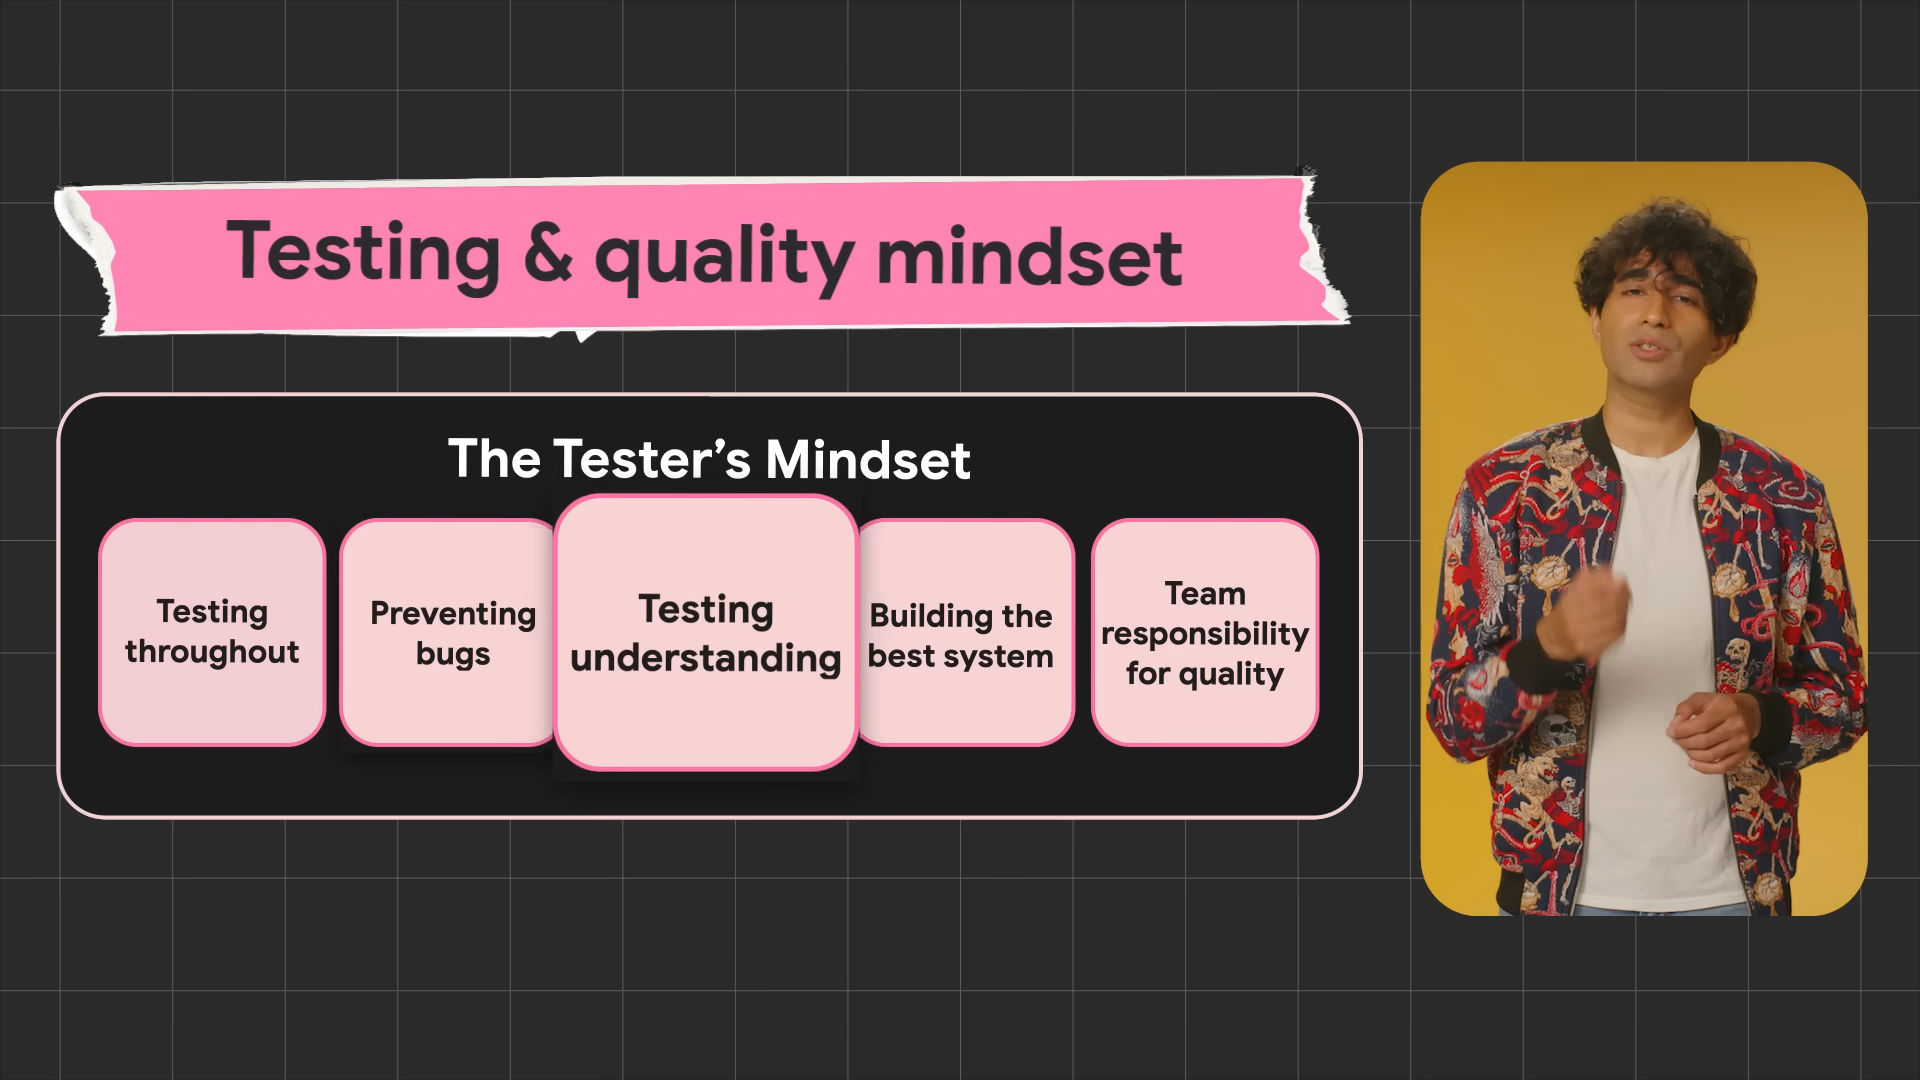 Testing & quality mindset
The Tester’s Mindset
Testing
throughout
Preventing
bugs
Testing
understanding
Building the
best system
Team
responsibility
for quality